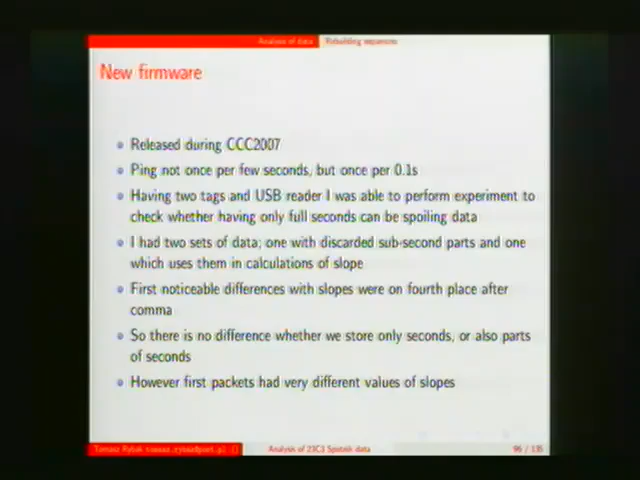 Analysis of data Rebuilding sequences
New firmware
Released during CCC2007
Ping not once per few seconds, but once per 0.1s
Having two tags and USB reader I was able to perform experiment to
check whether having only full seconds can be spoiling data
I had two sets of data; one with discarded sub-second parts and one
which uses them in calculations of slope
First noticeable differences with slopes were on fourth place after
comma
So there is no difference whether we store only seconds, or also parts
of seconds
However first packets had very different values of slopes
Tomasz Rybak Analysis of 23C3 Sputnik data 96 / 135